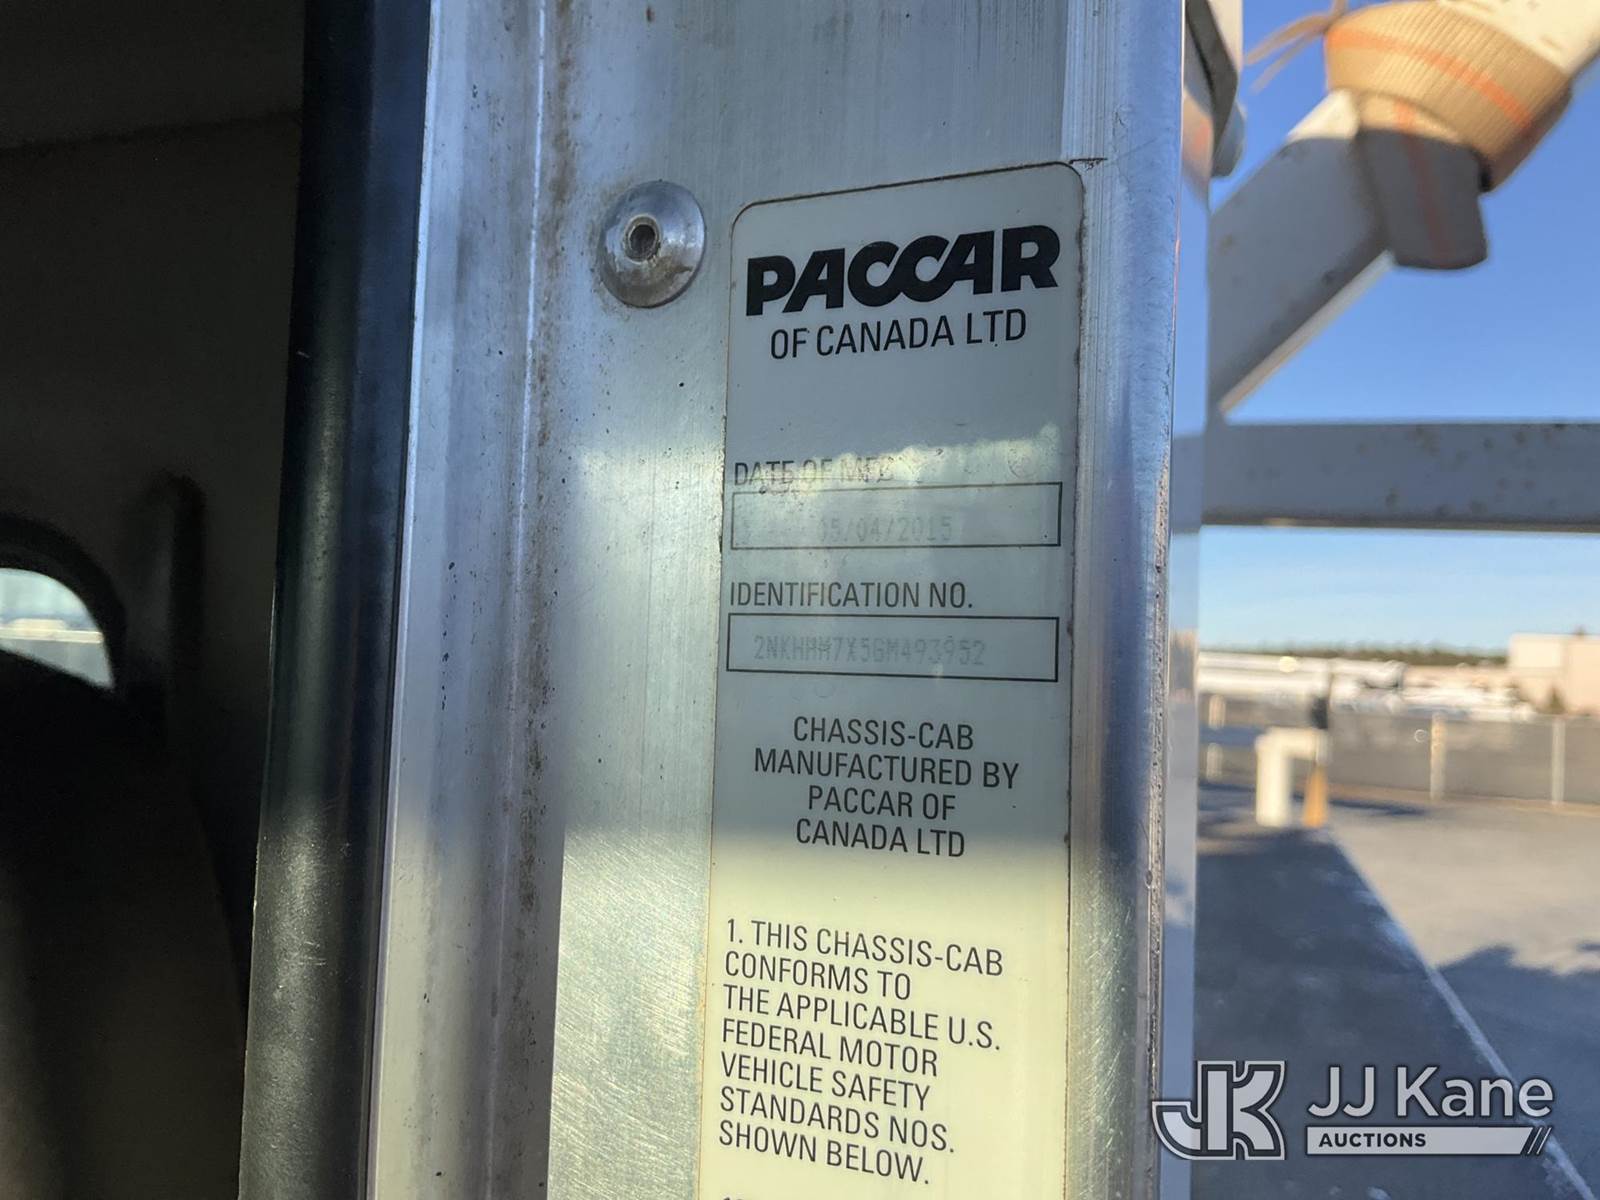 PACCAR
OF CANADA LTD
DATE OF MFG
05/04/2015
IDENTIFICATION NO.
2NKHHM7X5GM493952
CHASSIS-CAB
MANUFACTURED BY
PACCAR OF
CANADA LTD
1. THIS CHASSIS-CAB
CONFORMS TO
THE APPLICABLE U.S.
FEDERAL MOTOR
VEHICLE SAFETY
STANDARDS NOS.
SHOWN BELOW.
JK JJ Kane
AUCTIONS